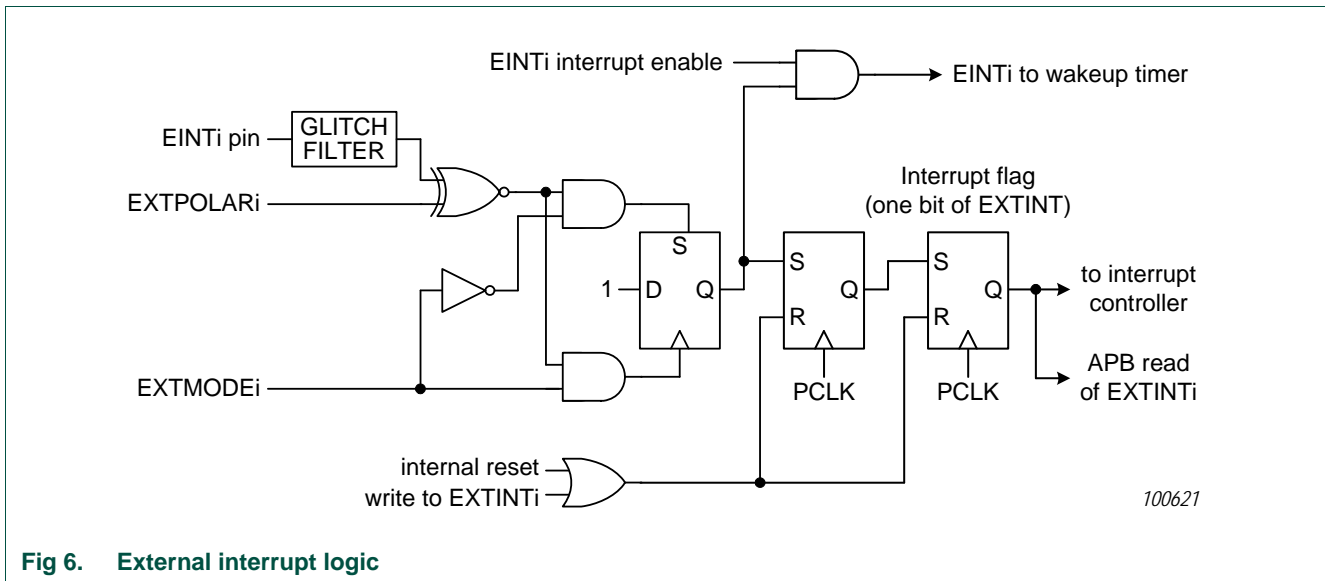 EINTi interrupt enable
EINTi to wakeup timer
EINTi pin
GLITCH
FILTER
EXTPOLARi
Interrupt flag
(one bit of EXTINT)
S
1
D
Q
S
Q
R
S
Q
R
to interrupt
controller
EXTMODEi
PCLK
PCLK
APB read
of EXTINTi
internal reset
write to EXTINTi
100621
Fig 6. External interrupt logic